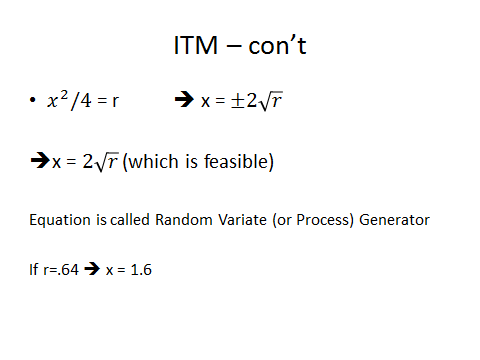 ITM – con’t
• 𝑥²/4 = r ➔ x = ±2√𝑟
➔x = 2√𝑟 (which is feasible)
Equation is called Random Variate (or Process) Generator
If r=.64 ➔ x = 1.6